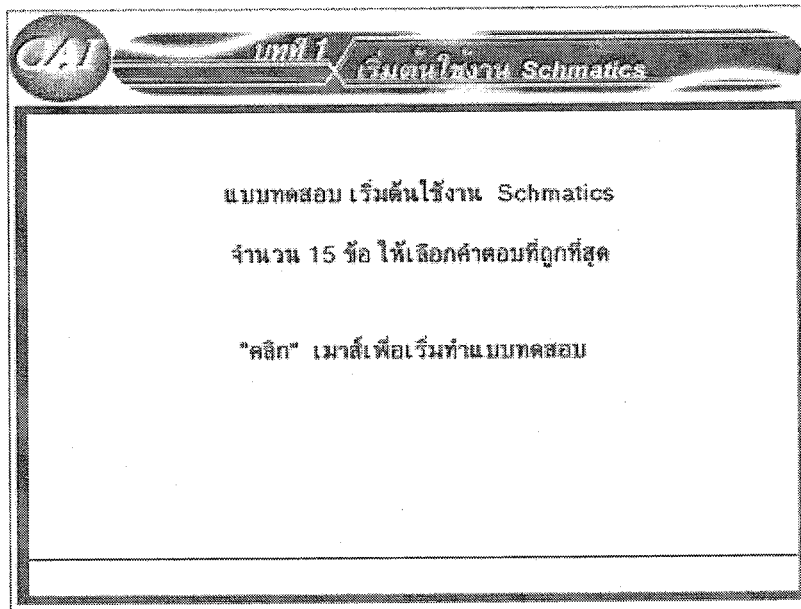 CAI
บทที่ 1
เริ่มต้นใช้งาน Schmatics
แบบทดสอบ เริ่มต้นใช้งาน Schmatics
จำนวน 15 ข้อ ให้เลือกคำตอบที่ถูกที่สุด
"คลิก" เมาส์เพื่อเริ่มทำแบบทดสอบ